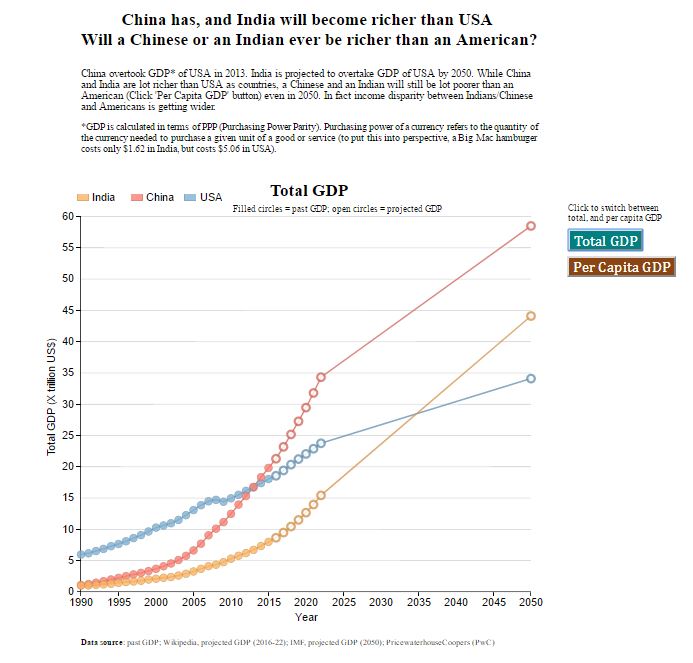 China has, and India will become richer than USA
Will a Chinese or an Indian ever be richer than an American?
China overtook GDP* of USA in 2013. India is projected to overtake GDP of USA by 2050. While China
and India are lot richer than USA as countries, a Chinese and an Indian will still be lot poorer than an
American (Click 'Per Capita GDP' button) even in 2050. In fact income disparity between Indians/Chinese
and Americans is getting wider.
*GDP is calculated in terms of PPP (Purchasing Power Parity). Purchasing power of a currency refers to the quantity of
the currency needed to purchase a given unit of a good or service (to put this into perspective, a Big Mac hamburger
costs only $1.62 in India, but costs $5.06 in USA).
Total GDP
India China USA
Filled circles = past GDP; open circles = projected GDP
Click to switch between
total, and per capita GDP
Total GDP
Per Capita GDP
Total GDP (X trillion US$)
60
55
50
45
40
35
30
25
20
15
10
5
0
1990 1995 2000 2005 2010 2015 2020 2025 2030 2035 2040 2045 2050
Year
Data source: past GDP; Wikipedia, projected GDP (2016-22); IMF, projected GDP (2050); PricewaterhouseCoopers (PwC)